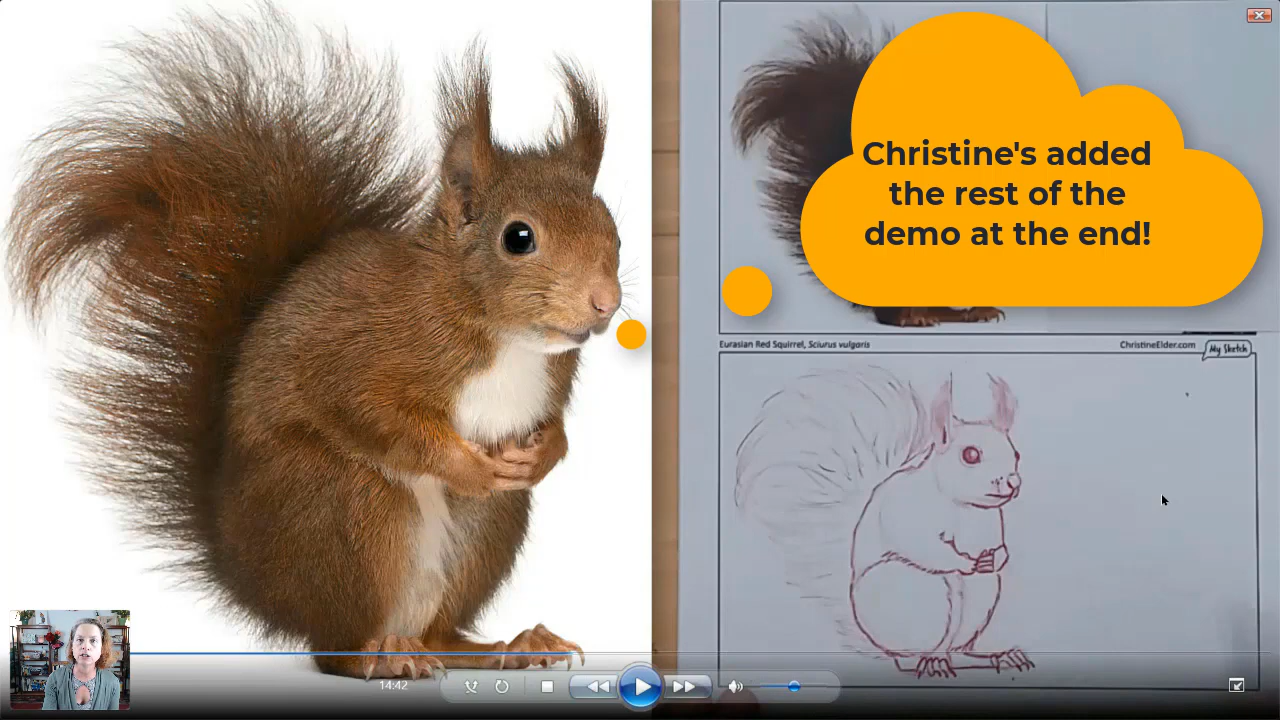 Christine's added
the rest of the
demo at the end!
Eurasian Red Squirrel, Sciurus vulgaris
ChristineElder.com
My Sketch
14:42